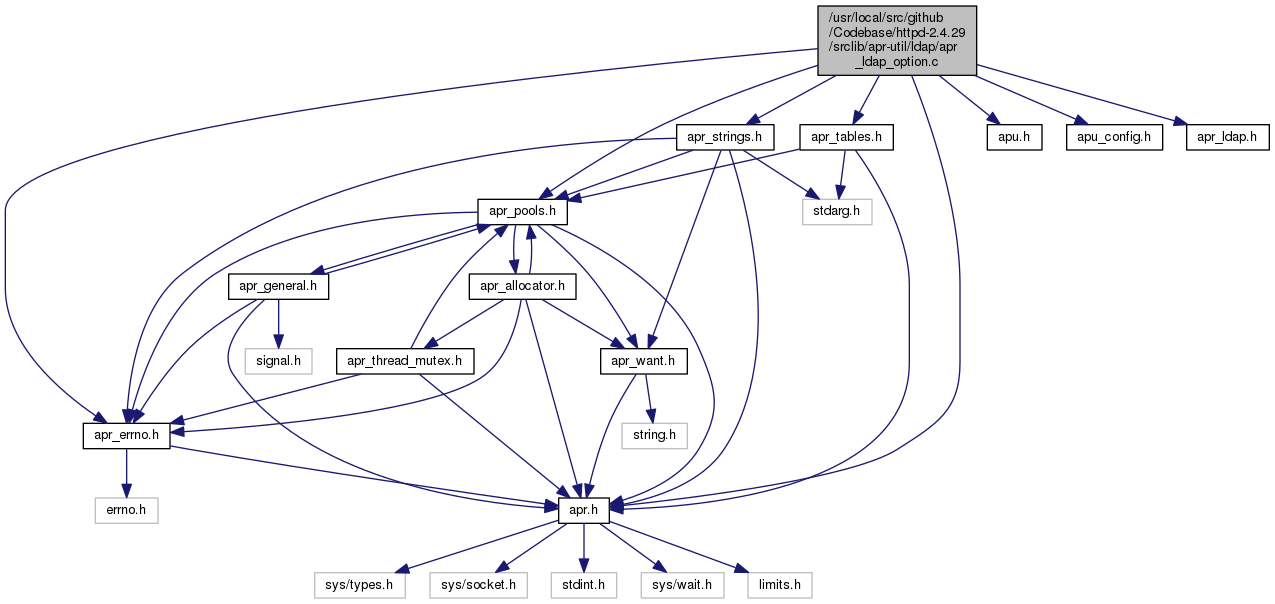 /usr/local/src/github
/Codebase/httpd-2.4.29
/srclib/apr-util/ldap/apr
_ldap_option.c
apr_strings.h
apr_tables.h
apu.h
apu_config.h
apr_ldap.h
apr_pools.h
stdarg.h
apr_general.h
apr_allocator.h
signal.h
apr_thread_mutex.h
apr_want.h
apr_errno.h
string.h
errno.h
apr.h
sys/types.h
sys/socket.h
stdint.h
sys/wait.h
limits.h